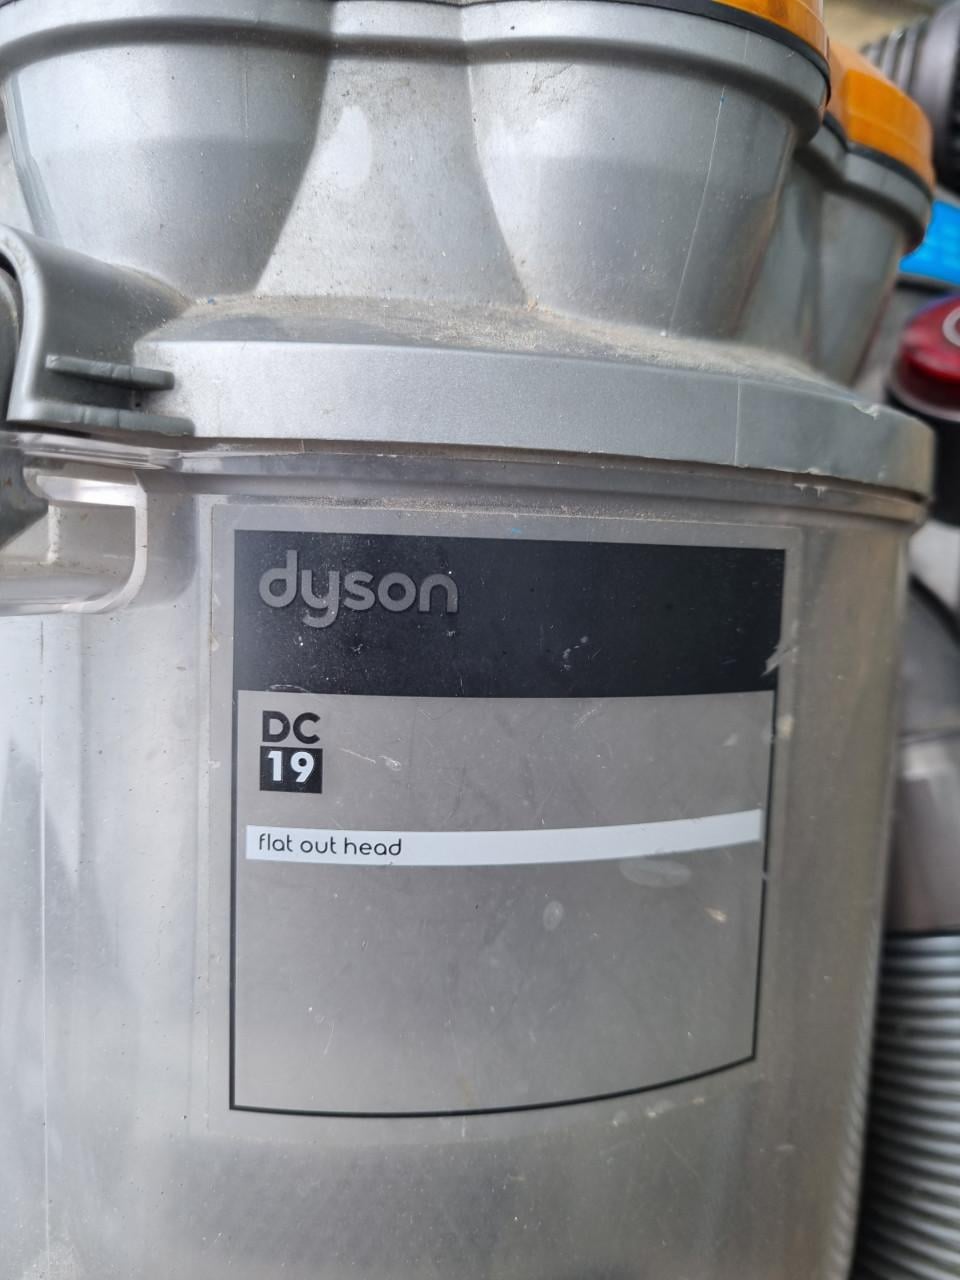 dyson
DC
19
flat out head